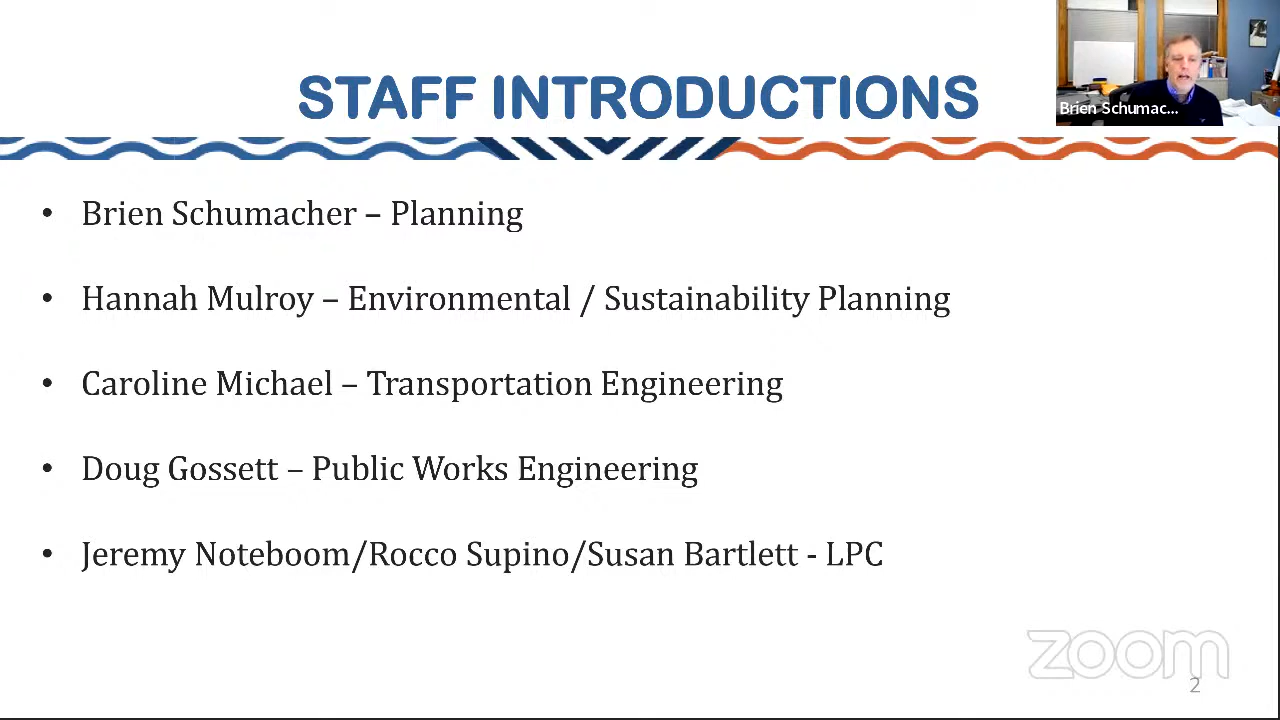 STAFF INTRODUCTIONS
Brien Schumac...
• Brien Schumacher – Planning
• Hannah Mulroy – Environmental / Sustainability Planning
• Caroline Michael – Transportation Engineering
• Doug Gossett – Public Works Engineering
• Jeremy Noteboom/Rocco Supino/Susan Bartlett - LPC
zoom
2